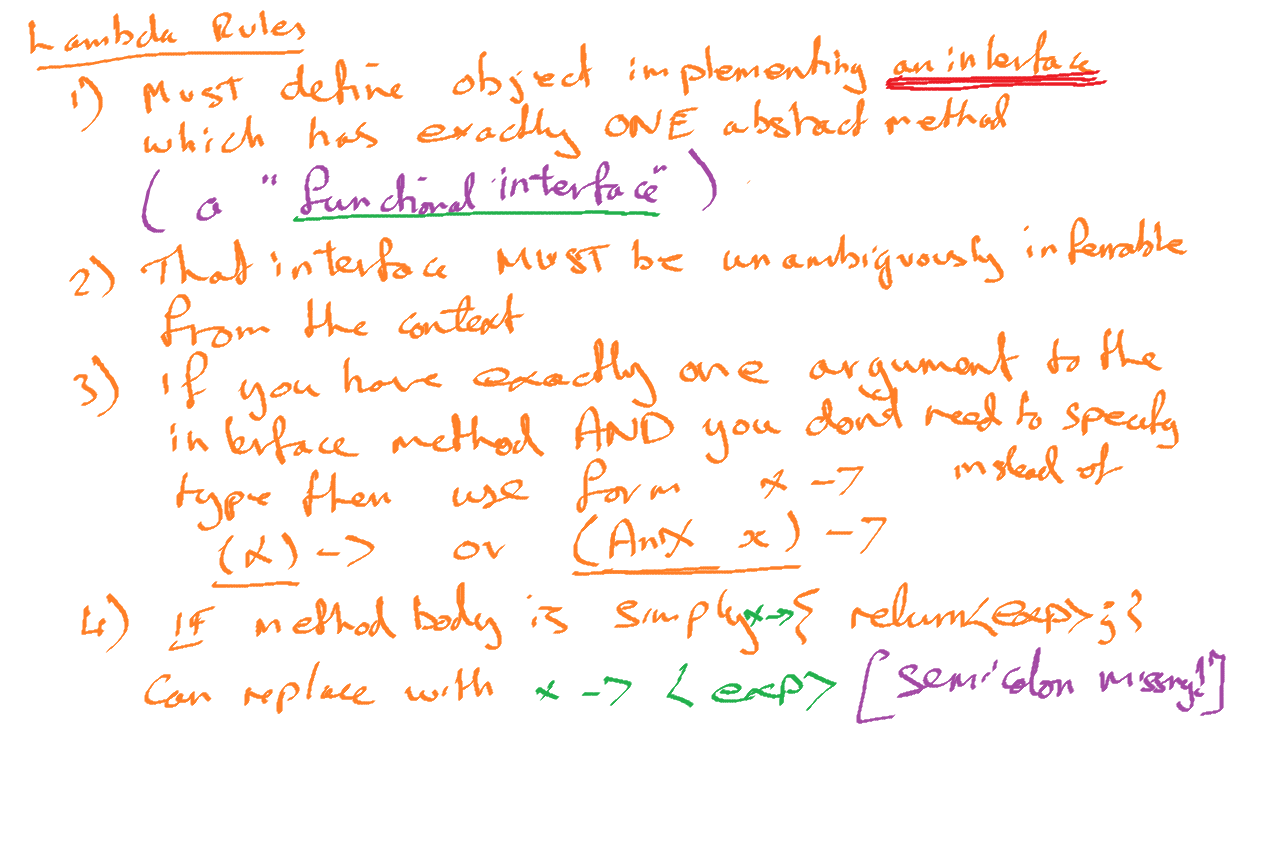 Lambda Rules
1) MUST define object implementing an interface
which has exactly ONE abstract method
( a "functional interface" )
2) That interface MUST be unambiguously inferrable
from the context
3) if you have exactly one argument to the
interface method AND you don't need to specify
type then use form x -> instead of
(x) -> or (AnX x) ->
4) IF method body is simply x -> { return <exp> ; }
Can replace with x -> <exp> [semicolon missing!]